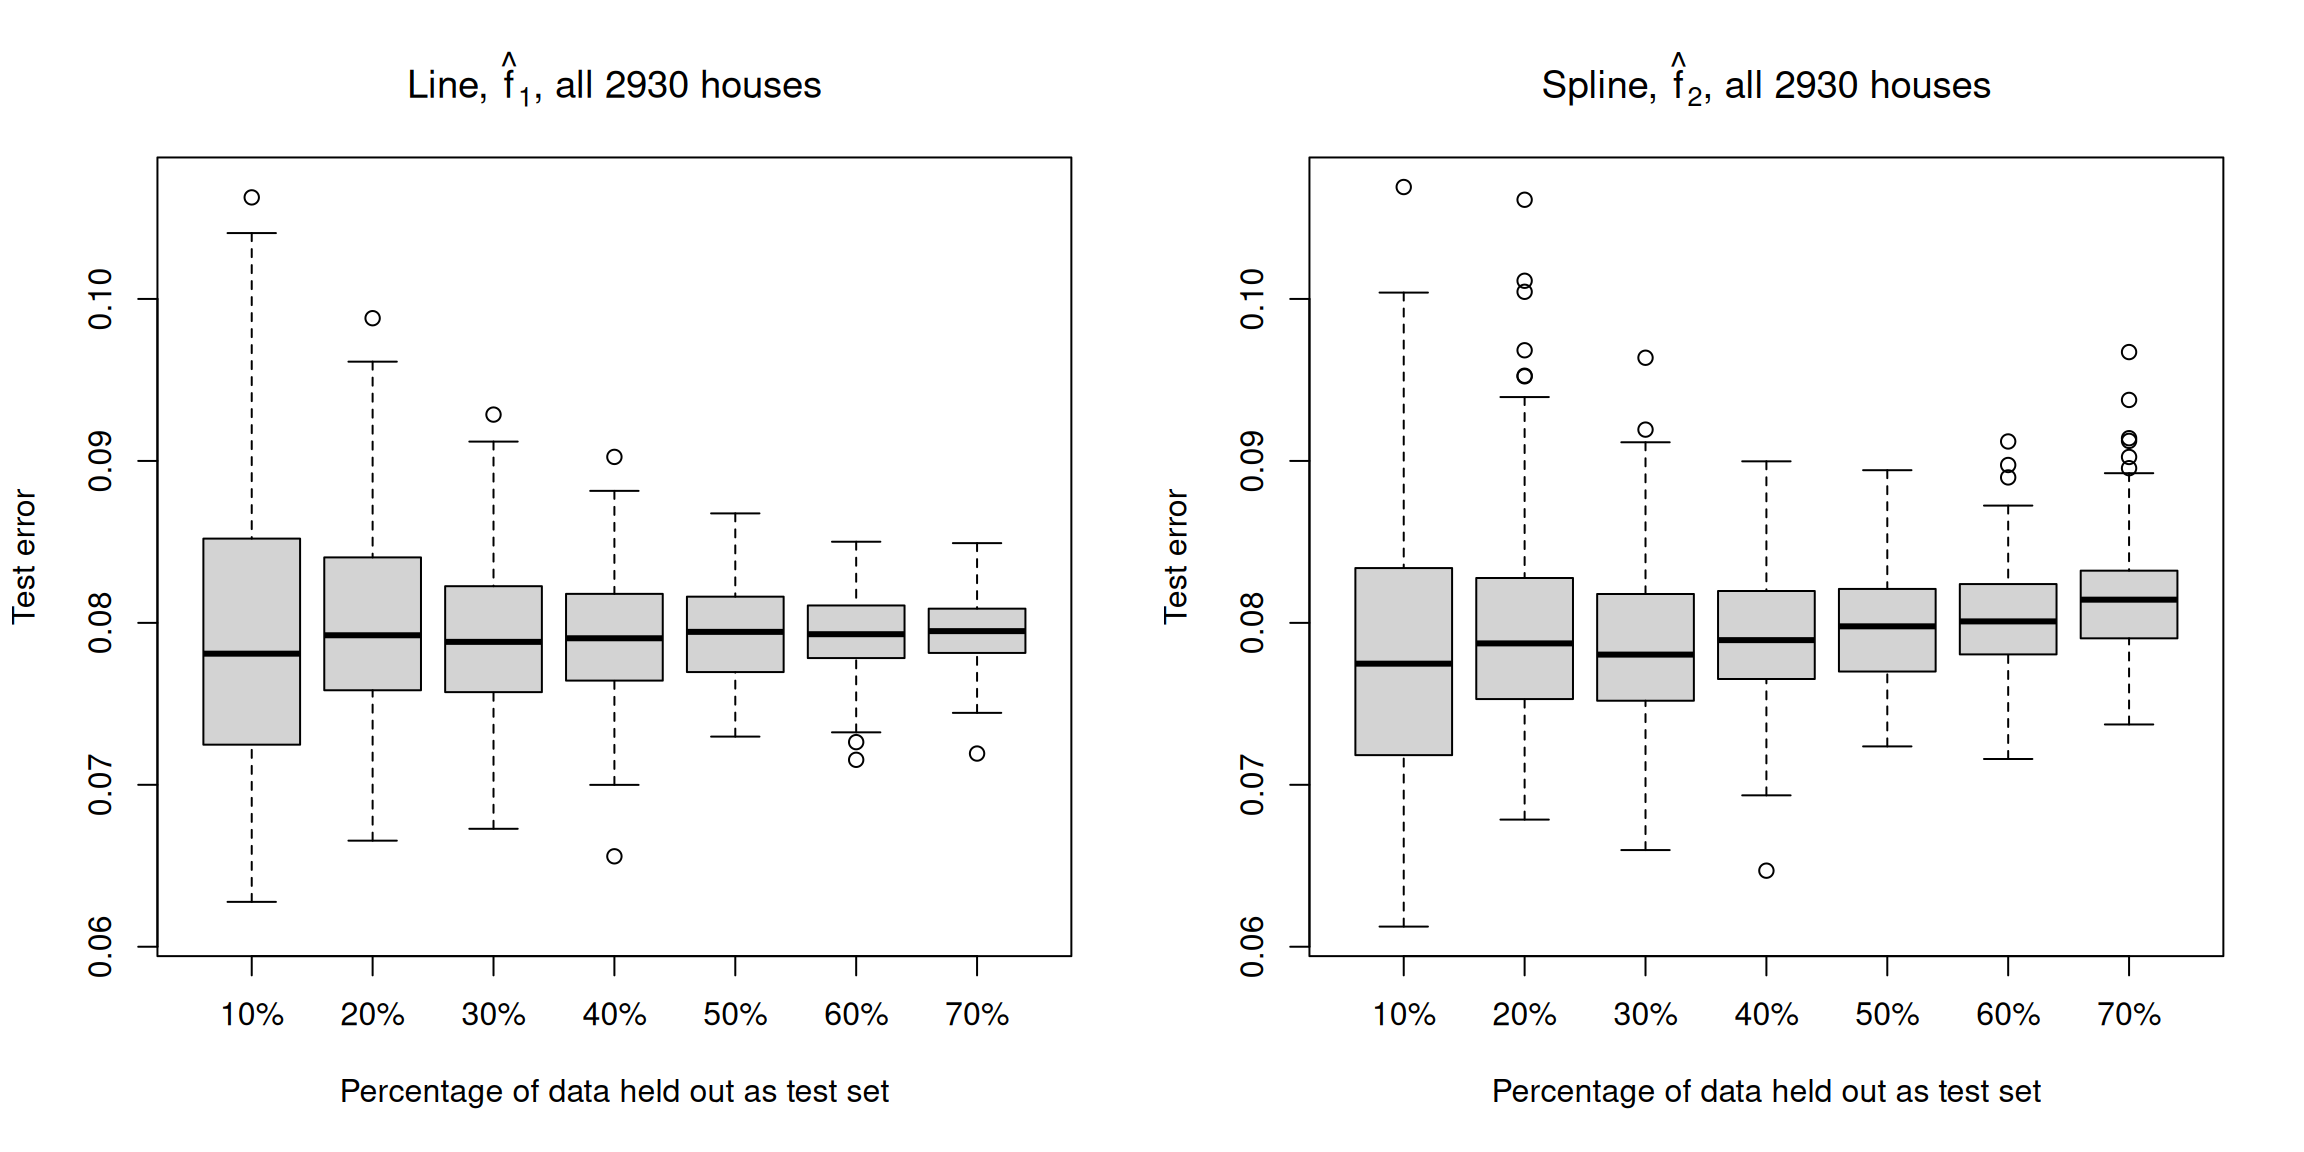 Line, f̂₁, all 2930 houses
Test error
0.10
0.09
0.08
0.07
0.06
10% 20% 30% 40% 50% 60% 70%
Percentage of data held out as test set
Spline, f̂₂, all 2930 houses
Test error
0.10
0.09
0.08
0.07
0.06
10% 20% 30% 40% 50% 60% 70%
Percentage of data held out as test set